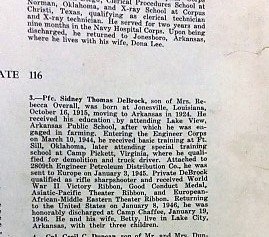 Norman, Oklahoma, and X-ray School at Corpus
Christi, Texas, qualifying as clerical technician
and X-ray technician. He served for two years and
nine months in the Navy Hospital Corps. Upon being
discharged, he returned to Jonesboro, Arkansas,
where he lives with his wife, Dona Lee.
ATE 116
3.—Pfc. Sidney Thomas DeBrock, son of Mrs. Re-
becca Overall, was born at Jonesville, Louisiana,
October 10, 1915, moving to Arkansas in 1924. He
received his education by attending Lake View,
Arkansas Public School, after which he was en-
gaged in farming. Entering the Engineer Corps
on March 10, 1944, he received basic training at Ft.
Sill, Oklahoma, later attending special training
school at Camp Pickett, Virginia, where he quali-
fied for demolition and truck driver. Attached to
2809th Engineer Petroleum Distribution Co., he was
sent to Europe on January 3, 1945. Private DeBrock
qualified as rifle sharpshooter and received World
War II Victory Ribbon, Good Conduct Medal,
Asiatic-Pacific Theater Ribbon, and European-
African-Middle Eastern Theater Ribbon. Returning
to the United States on January 9, 1946, he was
honorably discharged at Camp Chaffee, January 19,
1946. He and his wife, Betty, live in Lake City,
Arkansas, with their three children.